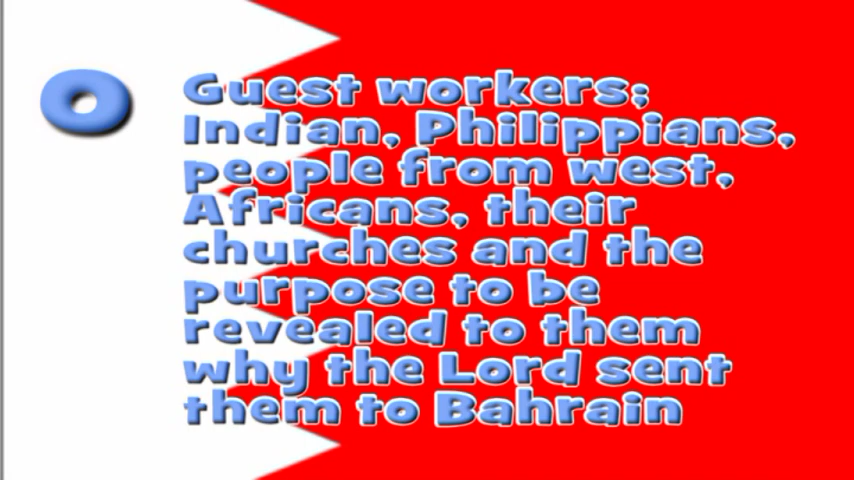 o Guest workers;
Indian, Philippians,
people from west,
Africans, their
churches and the
purpose to be
revealed to them
why the Lord sent
them to Bahrain